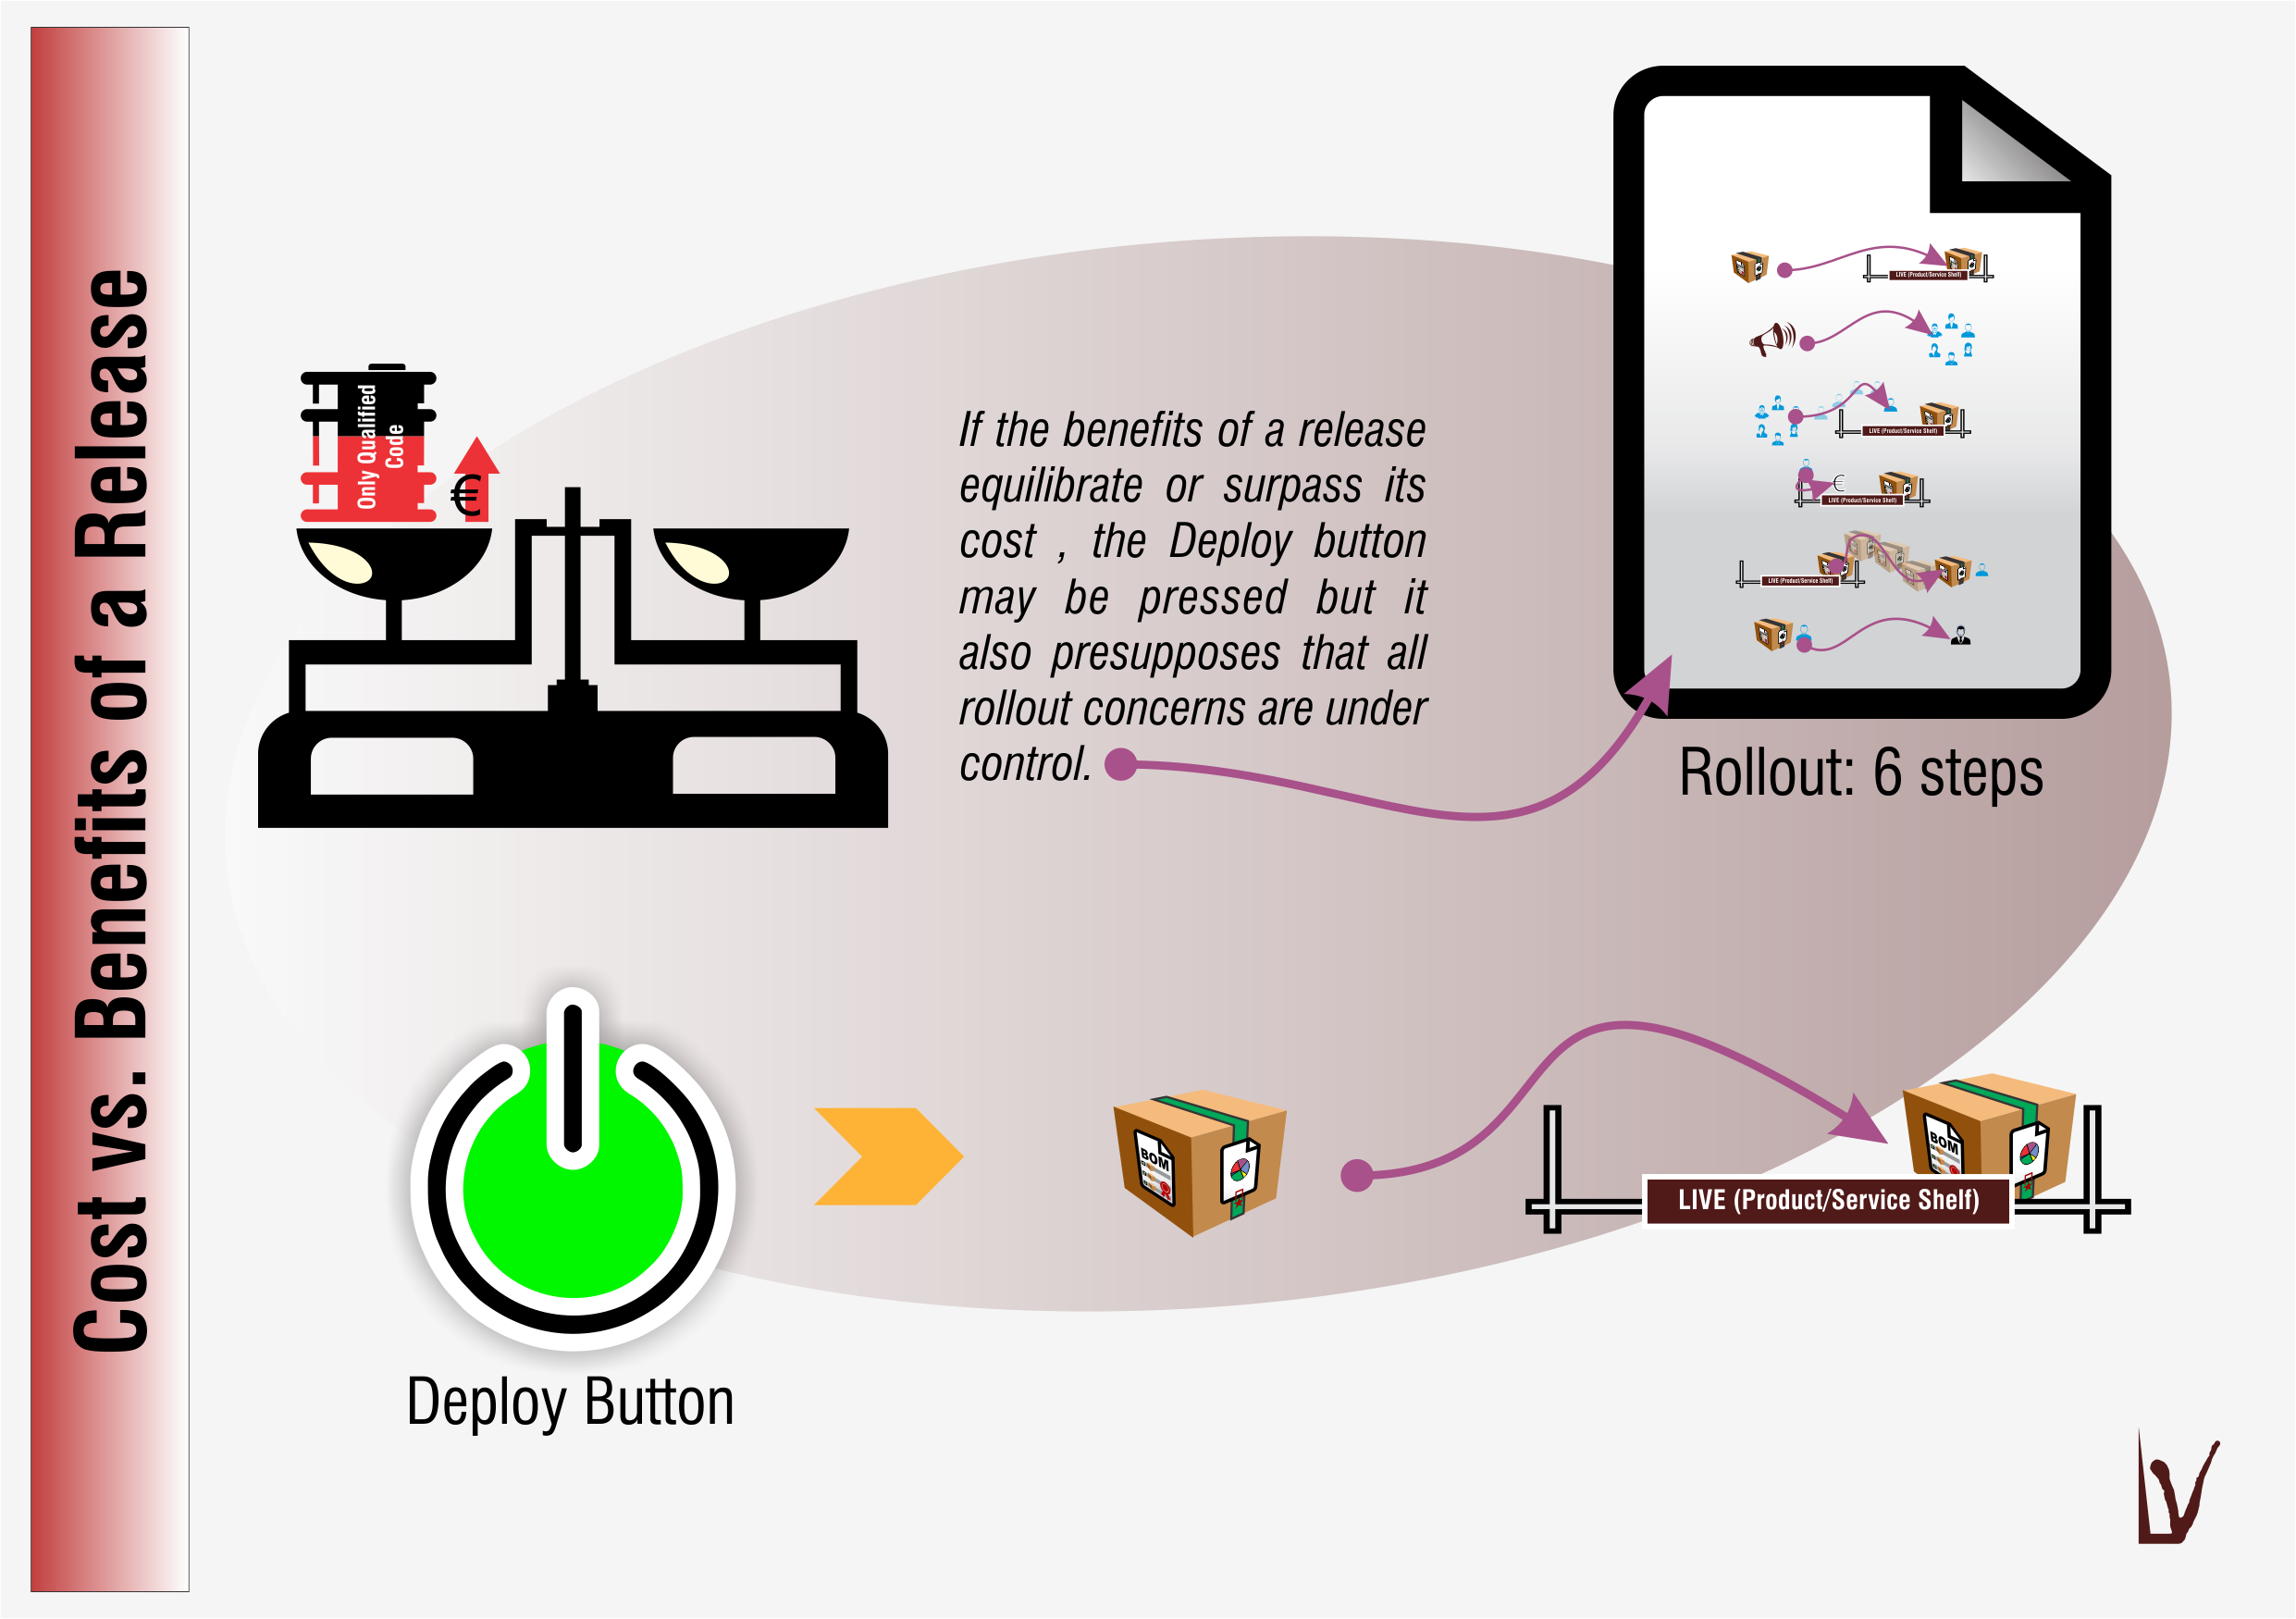 Cost vs. Benefits of a Release
Only Qualified
Code
€
If the benefits of a release
equilibrate or surpass its
cost , the Deploy button
may be pressed but it
also presupposes that all
rollout concerns are under
control.
LIVE (Product/Service Shelf)
LIVE (Product/Service Shelf)
€
LIVE (Product/Service Shelf)
LIVE (Product/Service Shelf)
Rollout: 6 steps
Deploy Button
BOM
BOM
LIVE (Product/Service Shelf)